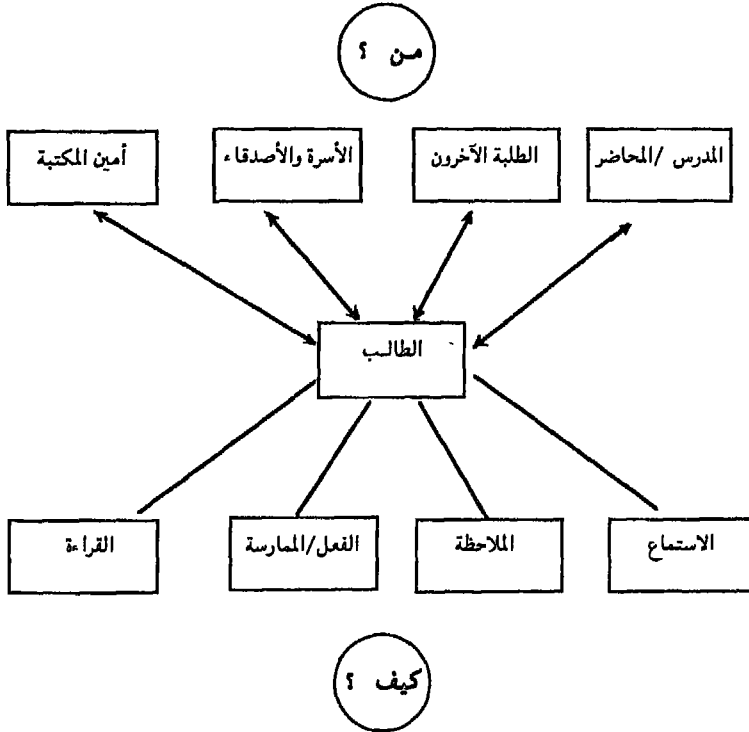 من ؟
المدرس /المحاضر
الطلبة الآخرون
الأسرة والأصدقاء
أمين المكتبة
الطالب
الاستماع
الملاحظة
الفعل/الممارسة
القراءة
كيف ؟